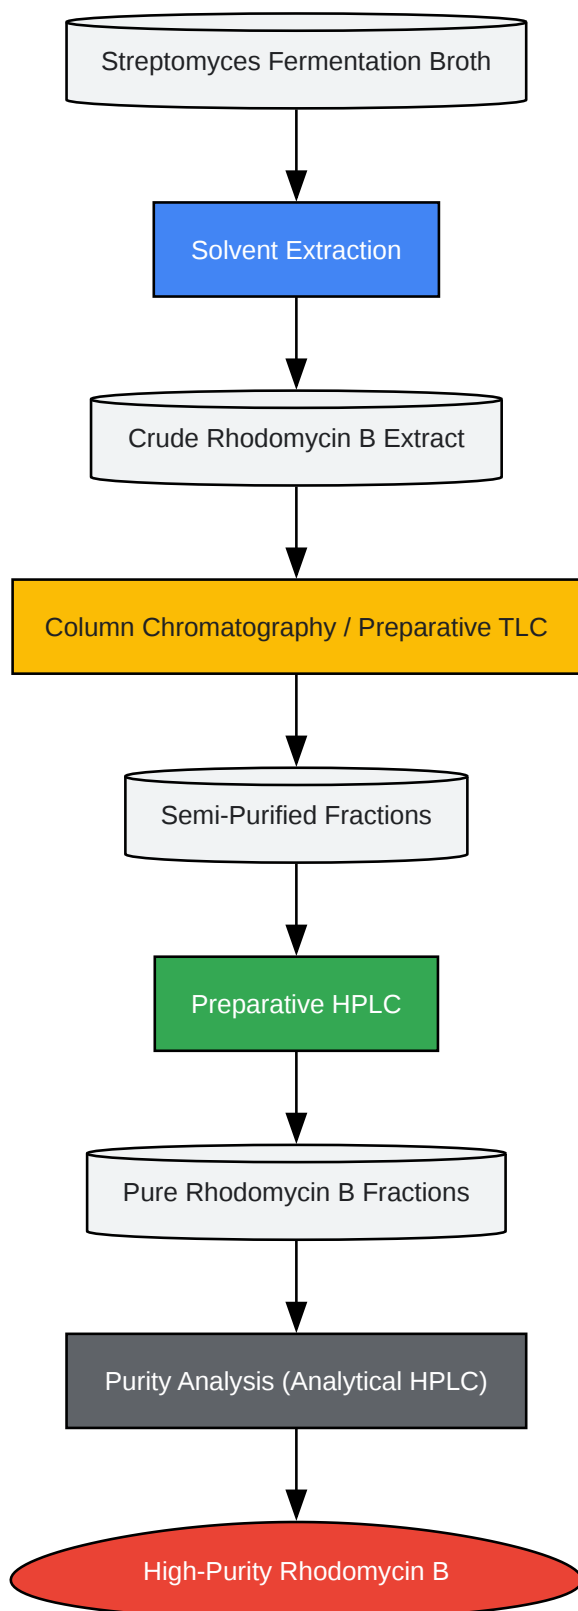 Streptomyces Fermentation Broth
Solvent Extraction
Crude Rhodomycin B Extract
Column Chromatography / Preparative TLC
Semi-Purified Fractions
Preparative HPLC
Pure Rhodomycin B Fractions
Purity Analysis (Analytical HPLC)
High-Purity Rhodomycin B